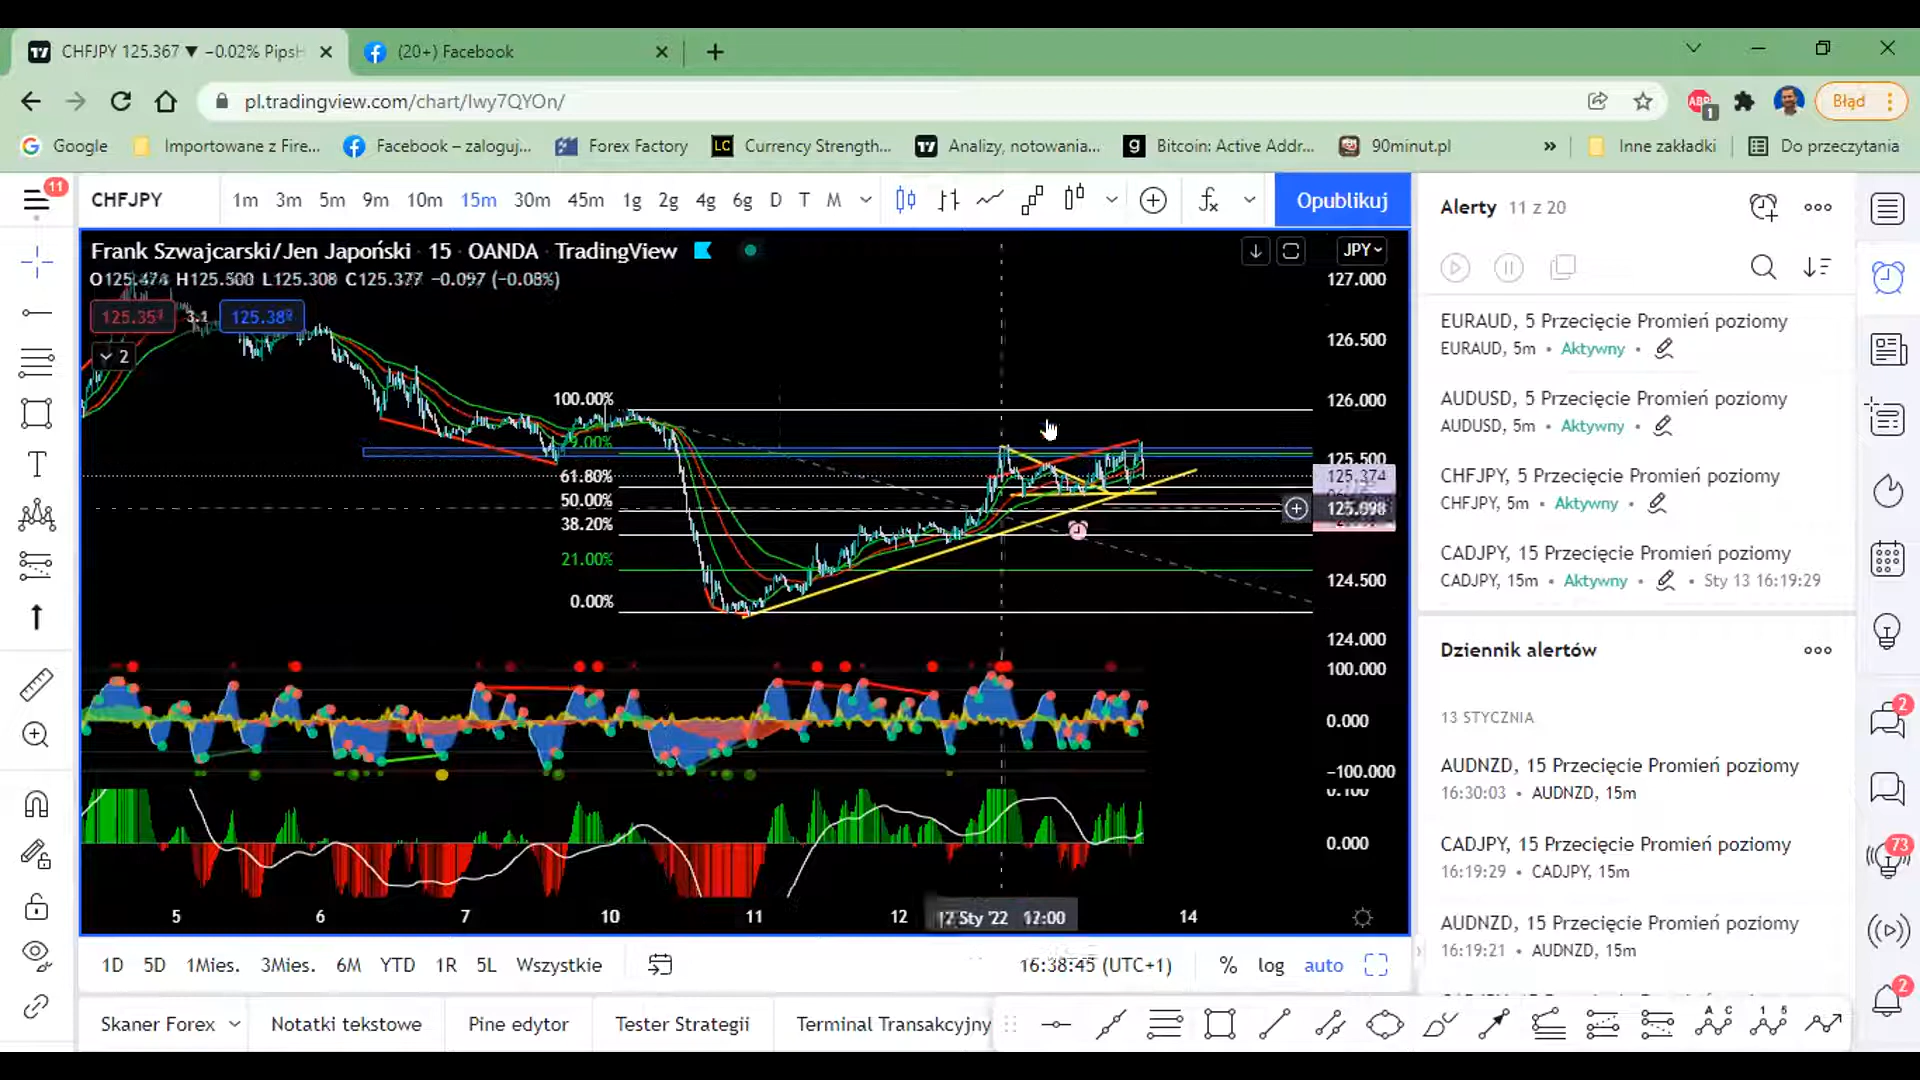 CHFJPY 125.367 ▼ −0.02% PipsH
(20+) Facebook
pl.tradingview.com/chart/lwy7QYOn/
ABP 1
Błąd
Google
Importowane z Fire...
Facebook – zaloguj...
Forex Factory
LC Currency Strength...
Analizy, notowania...
Bitcoin: Active Addr...
90minut.pl
»
Inne zakładki
Do przeczytania
11
CHFJPY
1m 3m 5m 9m 10m 15m 30m 45m 1g 2g 4g 6g D T M
Opublikuj
Frank Szwajcarski/Jen Japoński · 15 · OANDA · TradingView
JPY
H125.500 L125.308 C125.377 −0.097 (−0.08%)
3.1
2
127.000
126.500
126.000
125.500
125.374
125.098
124.500
124.000
100.00%
61.80%
50.00%
38.20%
21.00%
0.00%
100.000
0.000
−100.000
0.000
5 6 7 10 11 12 Sty '22 12:00 14
1D 5D 1Mies. 3Mies. 6M YTD 1R 5L Wszystkie
16:38:45 (UTC+1)
% log auto
Skaner Forex
Notatki tekstowe
Pine edytor
Tester Strategii
Terminal Transakcyjny
Alerty 11 z 20
EURAUD, 5 Przecięcie Promień poziomy
EURAUD, 5m • Aktywny •
AUDUSD, 5 Przecięcie Promień poziomy
AUDUSD, 5m • Aktywny •
CHFJPY, 5 Przecięcie Promień poziomy
CHFJPY, 5m • Aktywny •
CADJPY, 15 Przecięcie Promień poziomy
CADJPY, 15m • Aktywny • • Sty 13 16:19:29
Dziennik alertów
13 STYCZNIA
AUDNZD, 15 Przecięcie Promień poziomy
16:30:03 • AUDNZD, 15m
CADJPY, 15 Przecięcie Promień poziomy
16:19:29 • CADJPY, 15m
AUDNZD, 15 Przecięcie Promień poziomy
16:19:21 • AUDNZD, 15m
2
73
2